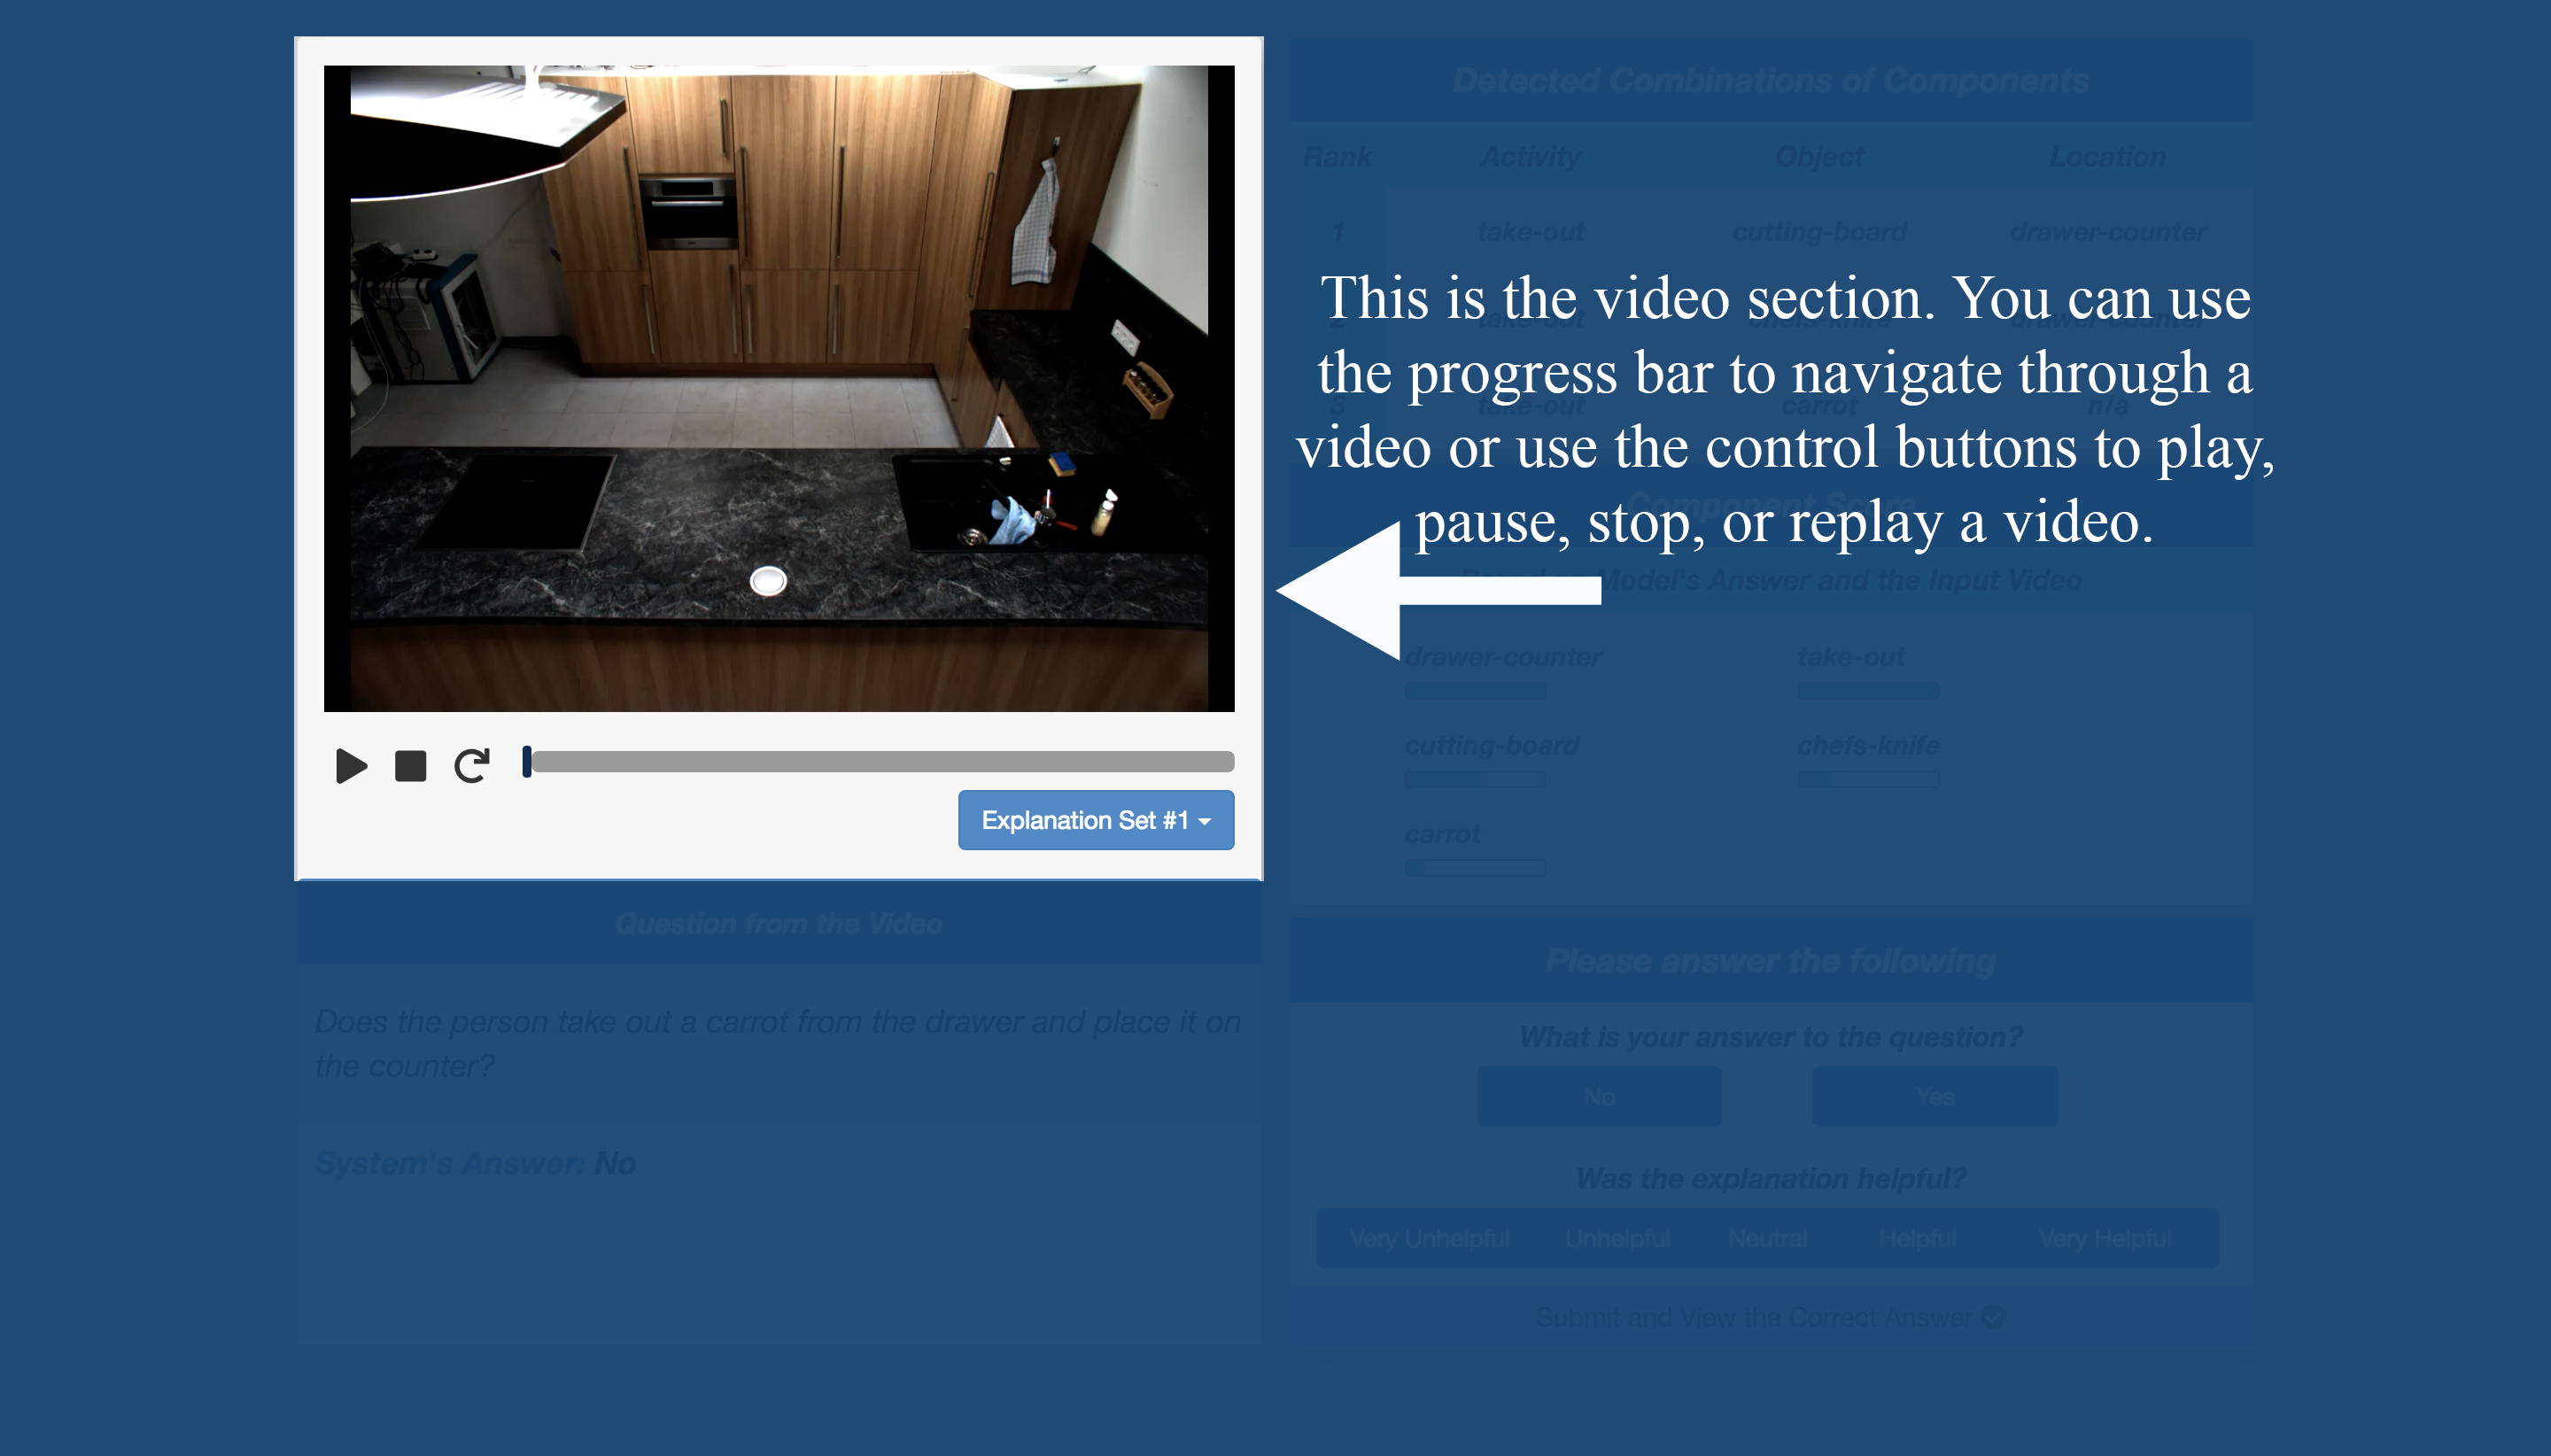 Explanation Set #1
Question from the Video
Does the person take out a carrot from the drawer and place it on
the counter?
System's Answer: No
Detected Combinations of Components
Rank Activity Object Location
1 take-out cutting-board drawer-counter
2 take-out chefs-knife drawer-counter
3 take-out carrot n/a
This is the video section. You can use
the progress bar to navigate through a
video or use the control buttons to play,
pause, stop, or replay a video.
Component Score
Model's Answer and the Input Video
drawer-counter take-out
cutting-board chefs-knife
carrot
Please answer the following
What is your answer to the question?
No Yes
Was the explanation helpful?
Very Unhelpful Unhelpful Neutral Helpful Very Helpful
Submit and View the Correct Answer